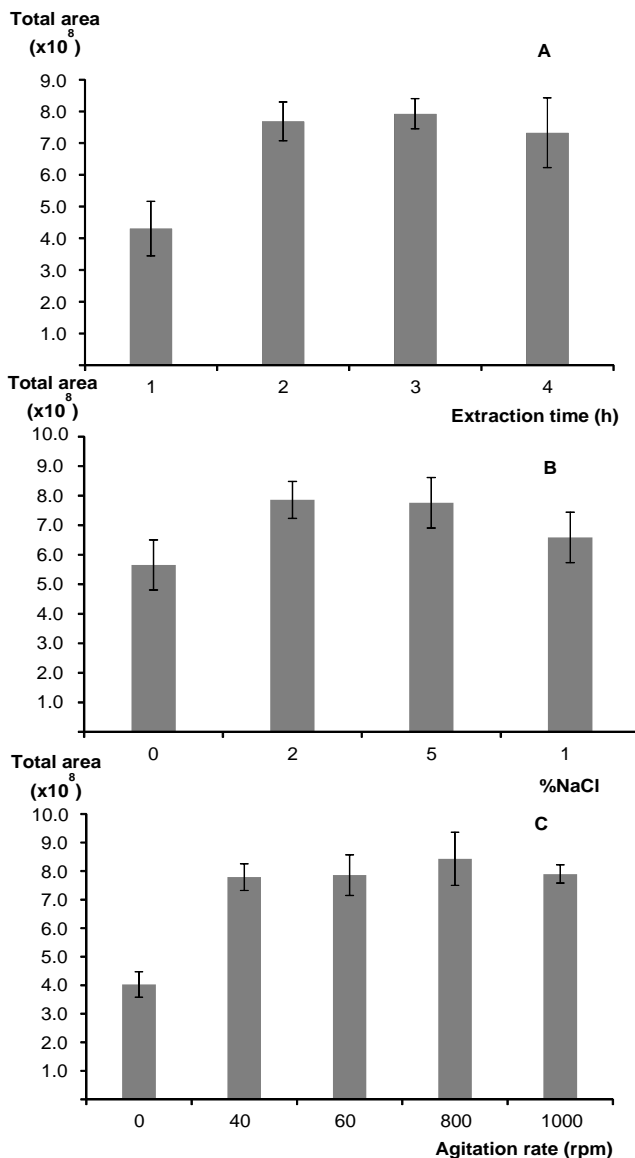 Total area
(x10⁸)
A
9.0
8.0
7.0
6.0
5.0
4.0
3.0
2.0
1.0
1 2 3 4
Extraction time (h)
Total area
(x10⁸)
B
10.0
9.0
8.0
7.0
6.0
5.0
4.0
3.0
2.0
1.0
0 2 5 1
%NaCl
Total area
(x10⁸)
C
10.0
9.0
8.0
7.0
6.0
5.0
4.0
3.0
2.0
1.0
0 40 60 800 1000
Agitation rate (rpm)